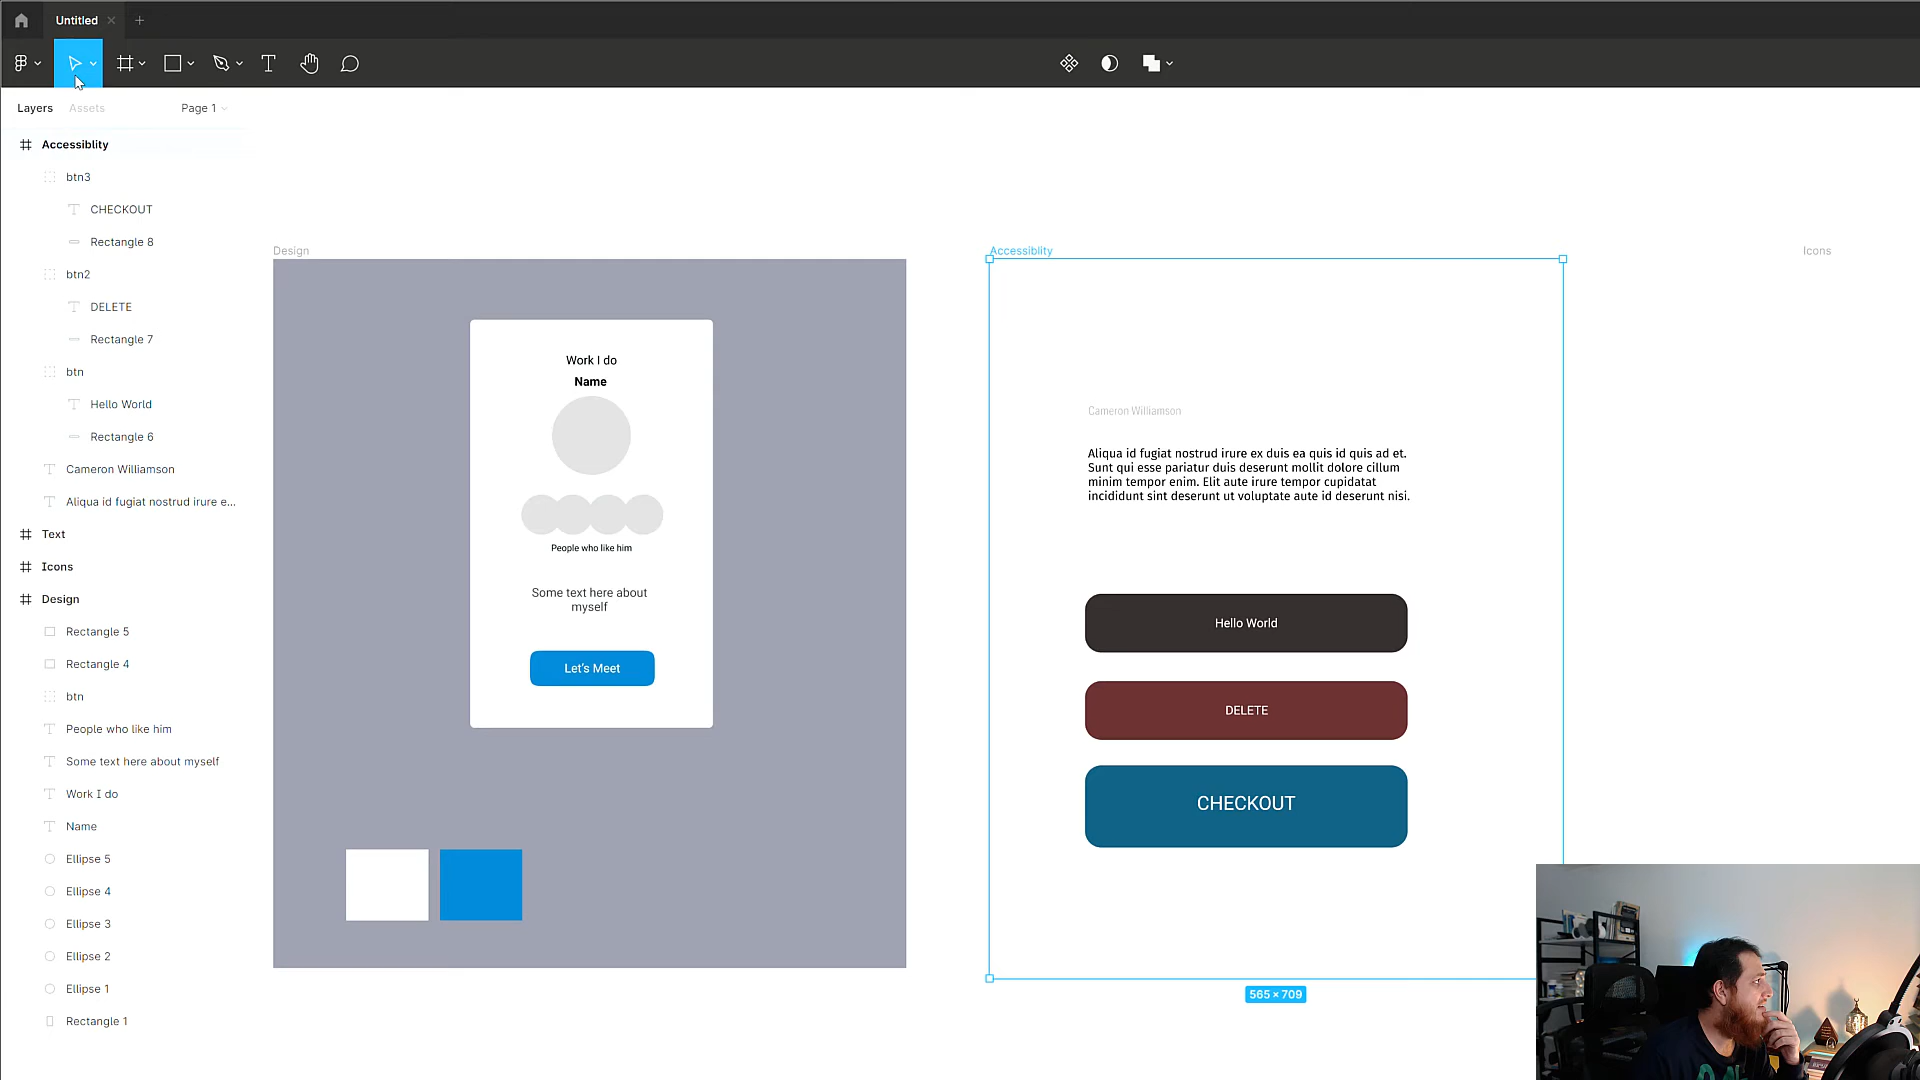 Untitled
Layers
Assets
Page 1
Accessiblity
btn3
CHECKOUT
Rectangle 8
btn2
DELETE
Rectangle 7
btn
Hello World
Rectangle 6
Cameron Williamson
Aliqua id fugiat nostrud irure e...
Text
Icons
Design
Rectangle 5
Rectangle 4
btn
People who like him
Some text here about myself
Work I do
Name
Ellipse 5
Ellipse 4
Ellipse 3
Ellipse 2
Ellipse 1
Rectangle 1
Design
Work I do
Name
People who like him
Some text here about
myself
Let's Meet
Accessiblity
Cameron Williamson
Aliqua id fugiat nostrud irure ex duis ea quis id quis ad et.
Sunt qui esse pariatur duis deserunt mollit dolore cillum
minim tempor enim. Elit aute irure tempor cupidatat
incididunt sint deserunt ut voluptate aute id deserunt nisi.
Hello World
DELETE
CHECKOUT
565 × 709
Icons